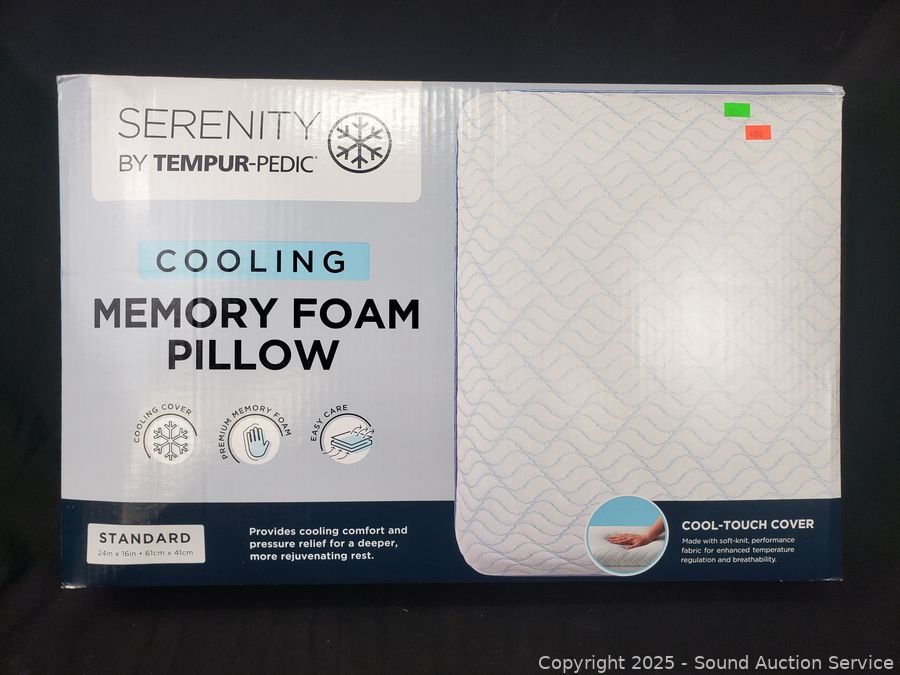 SERENITY
BY TEMPUR-PEDIC®
COOLING
MEMORY FOAM
PILLOW
COOLING COVER
PREMIUM MEMORY FOAM
EASY CARE
STANDARD
24in x 16in • 61cm x 41cm
Provides cooling comfort and
pressure relief for a deeper,
more rejuvenating rest.
COOL-TOUCH COVER
Made with soft-knit, performance
fabric for enhanced temperature
regulation and breathability.
Copyright 2025 - Sound Auction Service